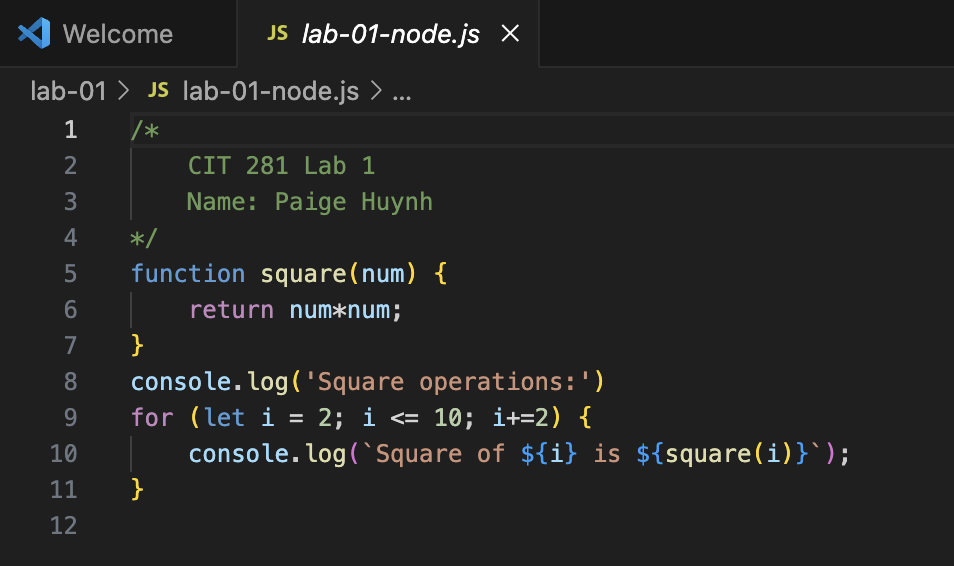 Welcome
JS lab-01-node.js
lab-01 > JS lab-01-node.js > ...
1 /*
2     CIT 281 Lab 1
3     Name: Paige Huynh
4 */
5 function square(num) {
6     return num*num;
7 }
8 console.log('Square operations:')
9 for (let i = 2; i <= 10; i+=2) {
10     console.log(`Square of ${i} is ${square(i)}`);
11 }
12